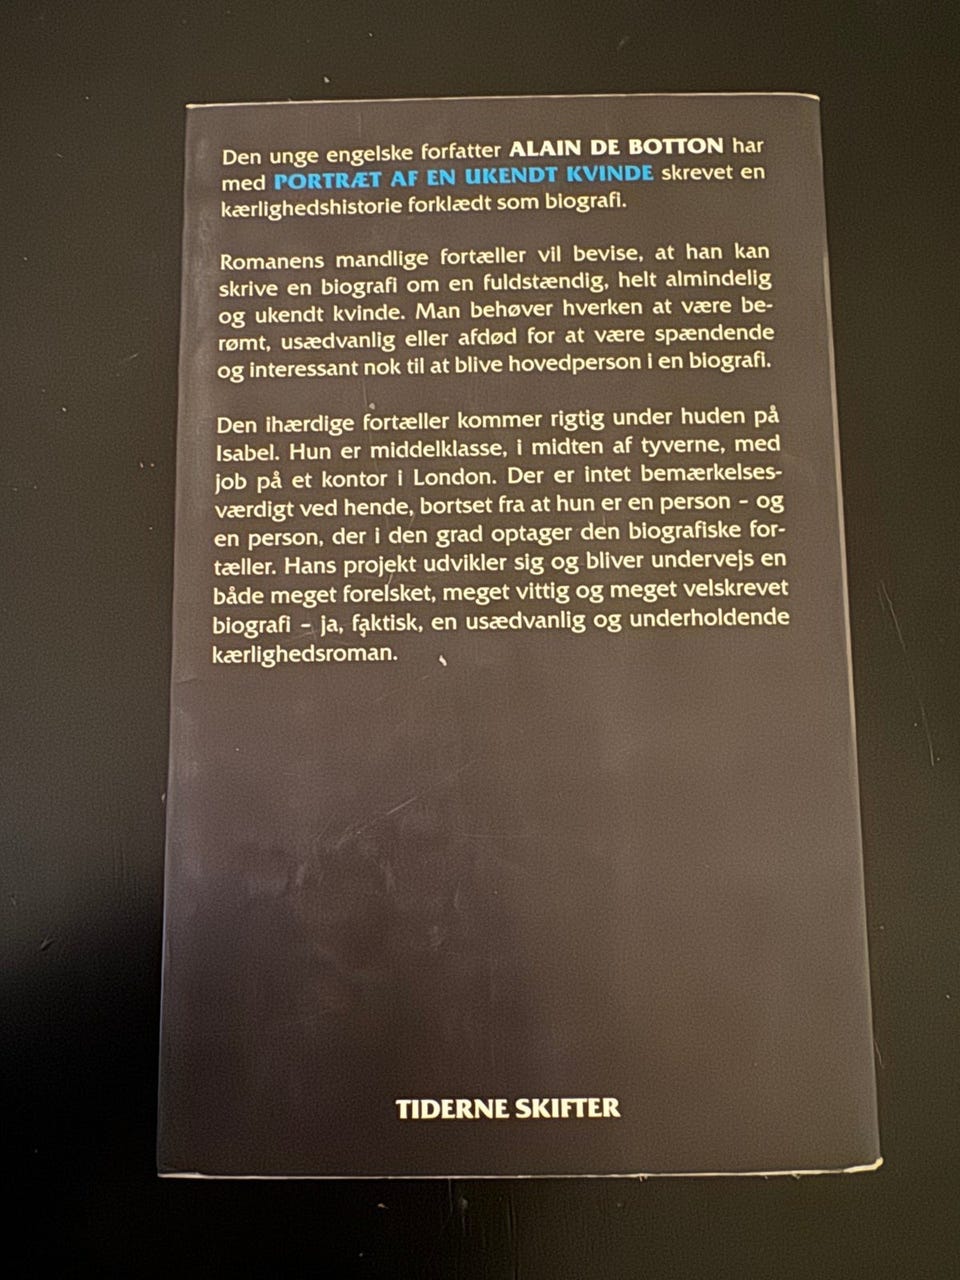 Den unge engelske forfatter ALAIN DE BOTTON har
med PORTRÆT AF EN UKENDT KVINDE skrevet en
kærlighedshistorie forklædt som biografi.
Romanens mandlige fortæller vil bevise, at han kan
skrive en biografi om en fuldstændig, helt almindelig
og ukendt kvinde. Man behøver hverken at være be-
rømt, usædvanlig eller afdød for at være spændende
og interessant nok til at blive hovedperson i en biografi.
Den ihærdige fortæller kommer rigtig under huden på
Isabel. Hun er middelklasse, i midten af tyverne, med
job på et kontor i London. Der er intet bemærkelses-
værdigt ved hende, bortset fra at hun er en person – og
en person, der i den grad optager den biografiske for-
tæller. Hans projekt udvikler sig og bliver undervejs en
både meget forelsket, meget vittig og meget velskrevet
biografi – ja, faktisk, en usædvanlig og underholdende
kærlighedsroman.
TIDERNE SKIFTER